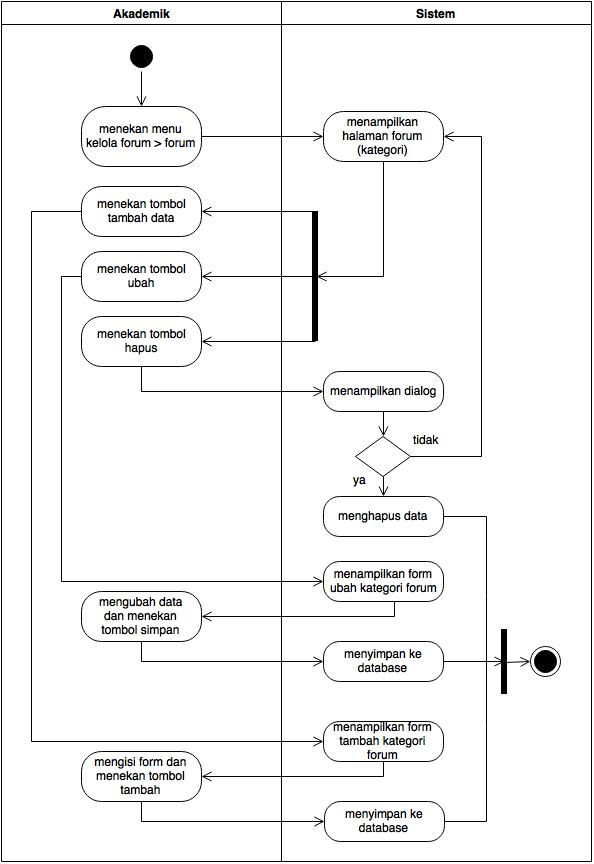 Akademik
Sistem
menekan menu
kelola forum > forum
menampilkan
halaman forum
(kategori)
menekan tombol
tambah data
menekan tombol
ubah
menekan tombol
hapus
menampilkan dialog
tidak
ya
menghapus data
menampilkan form
ubah kategori forum
mengubah data
dan menekan
tombol simpan
menyimpan ke
database
menampilkan form
tambah kategori
forum
mengisi form dan
menekan tombol
tambah
menyimpan ke
database